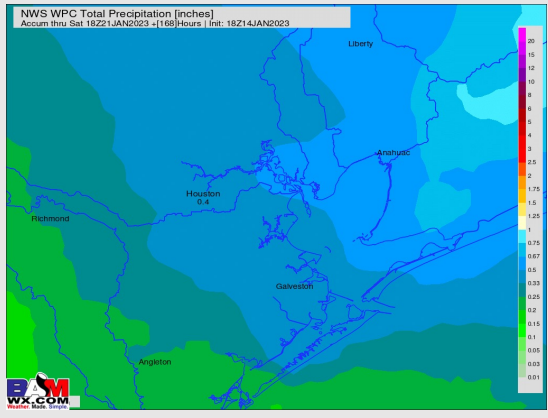 NWS WPC Total Precipitation [inches]
Accum thru Sat 18Z21JAN2023 +[168]Hours | Init: 18Z14JAN2023
Liberty
Anahuac
Houston
0.4
Richmond
Galveston
Angleton
20
15
12
10
8
6
5
4
3
2.5
2
1.75
1.5
1.25
1
0.75
0.67
0.5
0.33
0.25
0.2
0.15
0.1
0.05
0.03
0.01
BAM
WX.COM
Weather. Made. Simple.